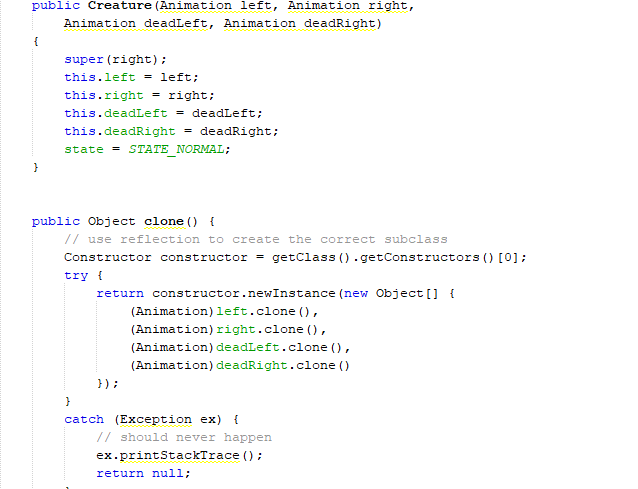 public Creature(Animation left, Animation right,
Animation deadLeft, Animation deadRight)
{
super(right);
this.left = left;
this.right = right;
this.deadLeft = deadLeft;
this.deadRight = deadRight;
state = STATE_NORMAL;
}
public Object clone() {
// use reflection to create the correct subclass
Constructor constructor = getClass().getConstructors()[0];
try {
return constructor.newInstance(new Object[] {
(Animation)left.clone(),
(Animation)right.clone(),
(Animation)deadLeft.clone(),
(Animation)deadRight.clone()
});
}
catch (Exception ex) {
// should never happen
ex.printStackTrace();
return null;